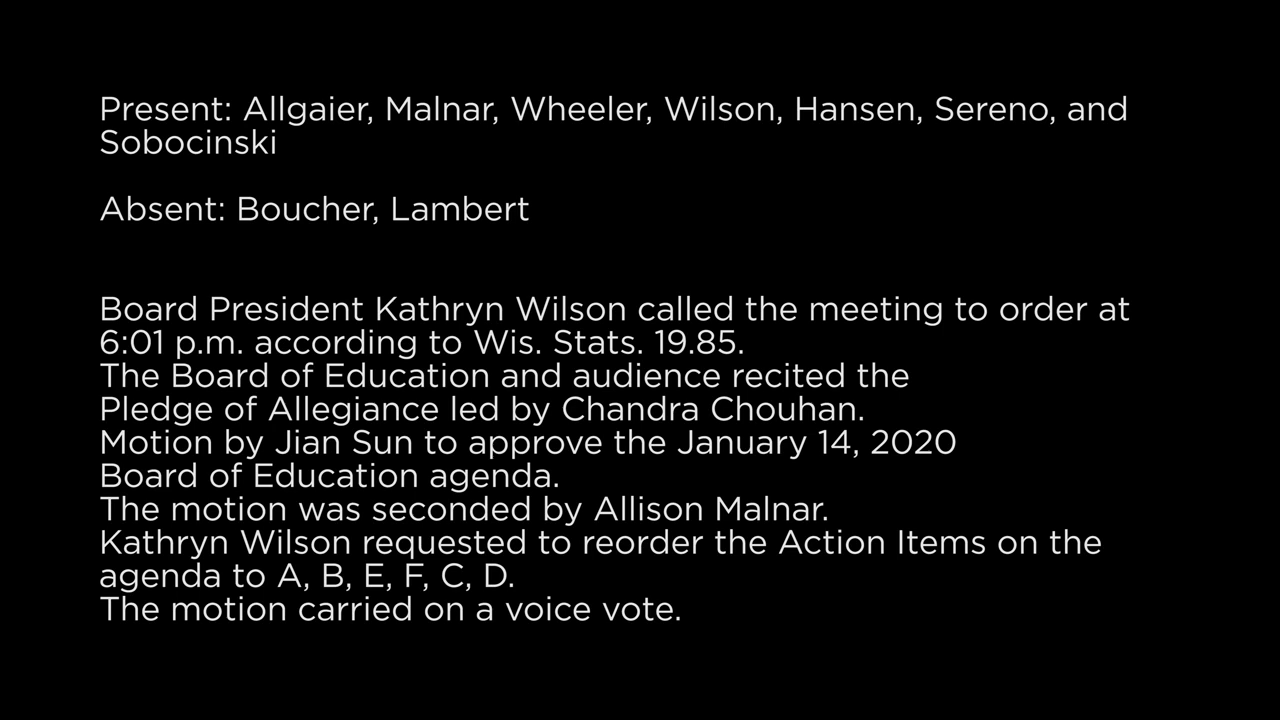 Present: Allgaier, Malnar, Wheeler, Wilson, Hansen, Sereno, and
Sobocinski
Absent: Boucher, Lambert
Board President Kathryn Wilson called the meeting to order at
6:01 p.m. according to Wis. Stats. 19.85.
The Board of Education and audience recited the
Pledge of Allegiance led by Chandra Chouhan.
Motion by Jian Sun to approve the January 14, 2020
Board of Education agenda.
The motion was seconded by Allison Malnar.
Kathryn Wilson requested to reorder the Action Items on the
agenda to A, B, E, F, C, D.
The motion carried on a voice vote.